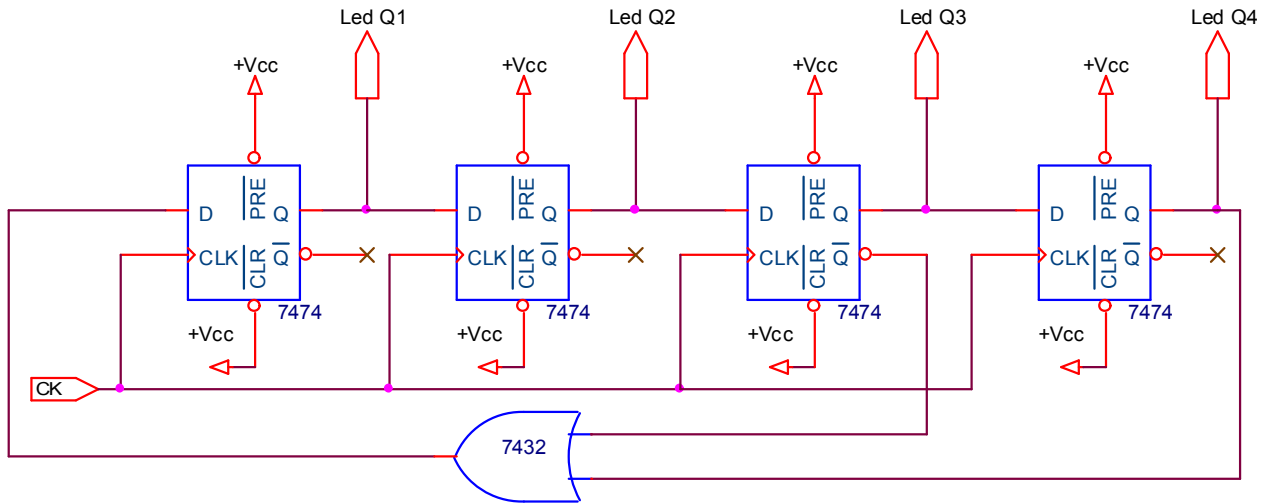 Led Q1 Led Q2 Led Q3 Led Q4
+Vcc +Vcc +Vcc +Vcc
D PRE Q D PRE Q D PRE Q D PRE Q
CLK CLR Q CLK CLR Q CLK CLR Q CLK CLR Q
7474 7474 7474 7474
+Vcc +Vcc +Vcc +Vcc
CK
7432